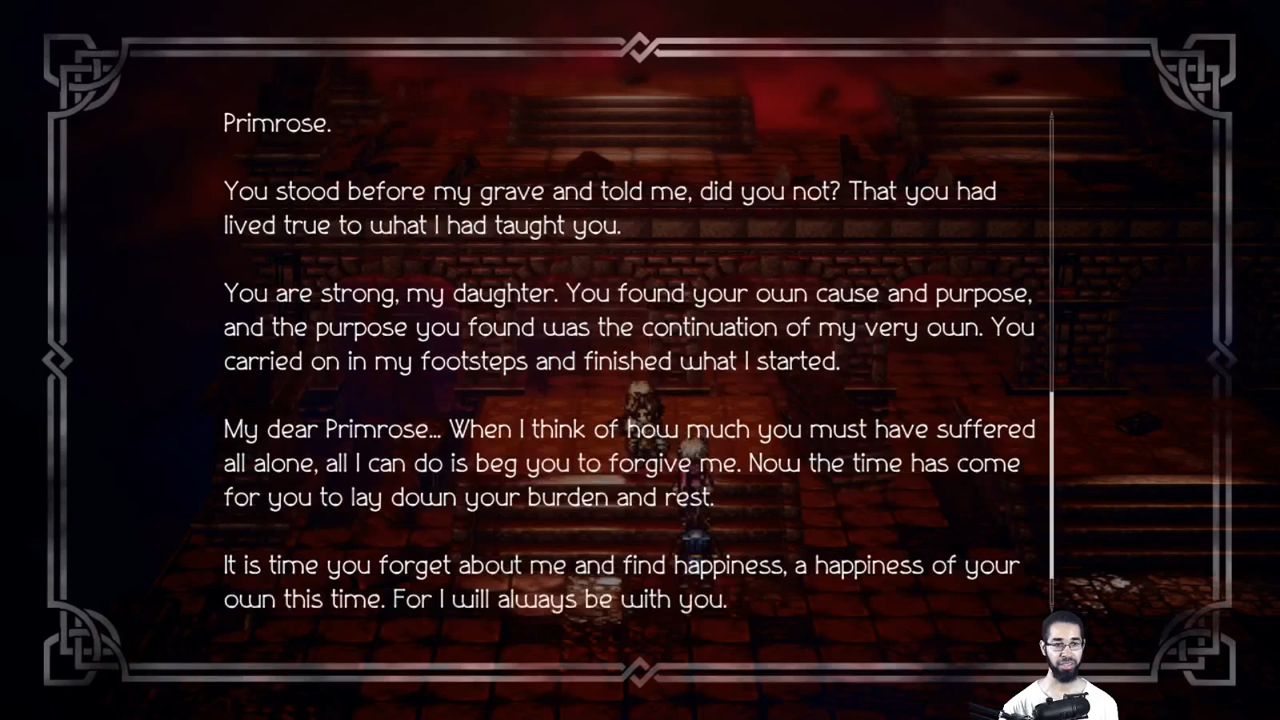 Primrose.
You stood before my grave and told me, did you not? That you had
lived true to what I had taught you.
You are strong, my daughter. You found your own cause and purpose,
and the purpose you found was the continuation of my very own. You
carried on in my footsteps and finished what I started.
My dear Primrose... When I think of how much you must have suffered
all alone, all I can do is beg you to forgive me. Now the time has come
for you to lay down your burden and rest.
It is time you forget about me and find happiness, a happiness of your
own this time. For I will always be with you.